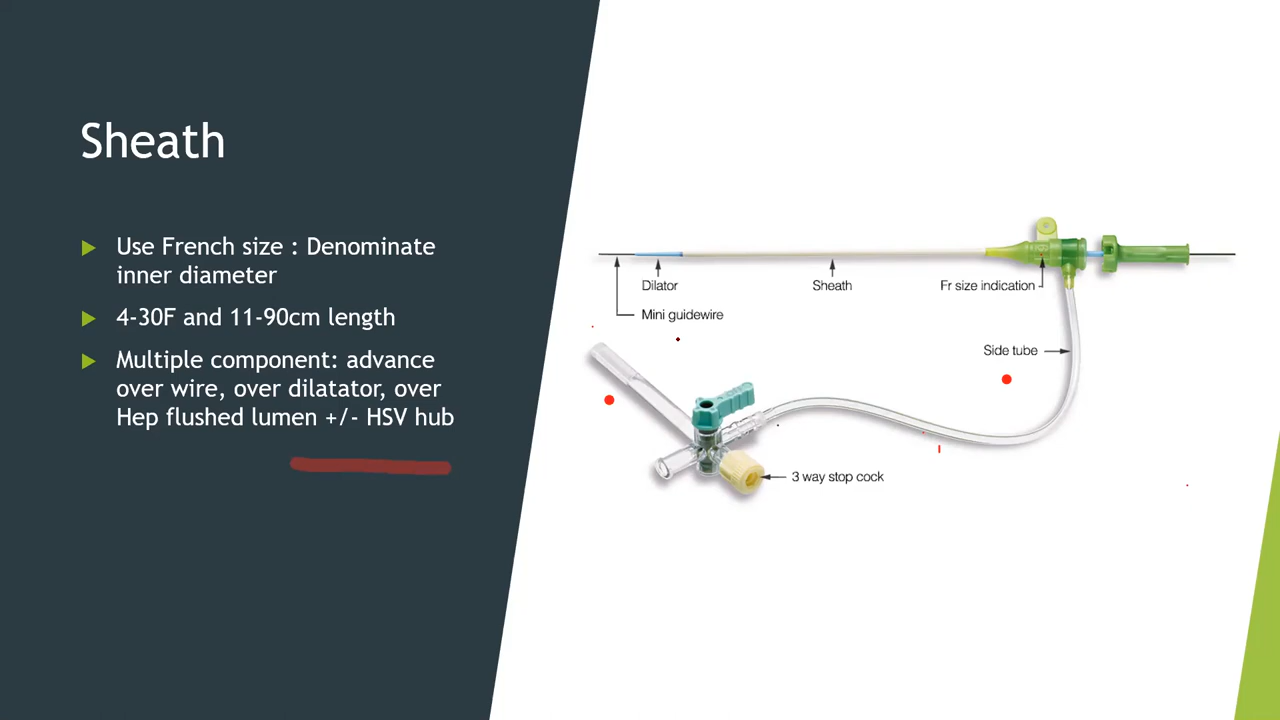 Sheath
Use French size : Denominate
inner diameter
4-30F and 11-90cm length
Multiple component: advance
over wire, over dilatator, over
Hep flushed lumen +/- HSV hub
Dilator
Sheath
Fr size indication
Mini guidewire
Side tube
3 way stop cock